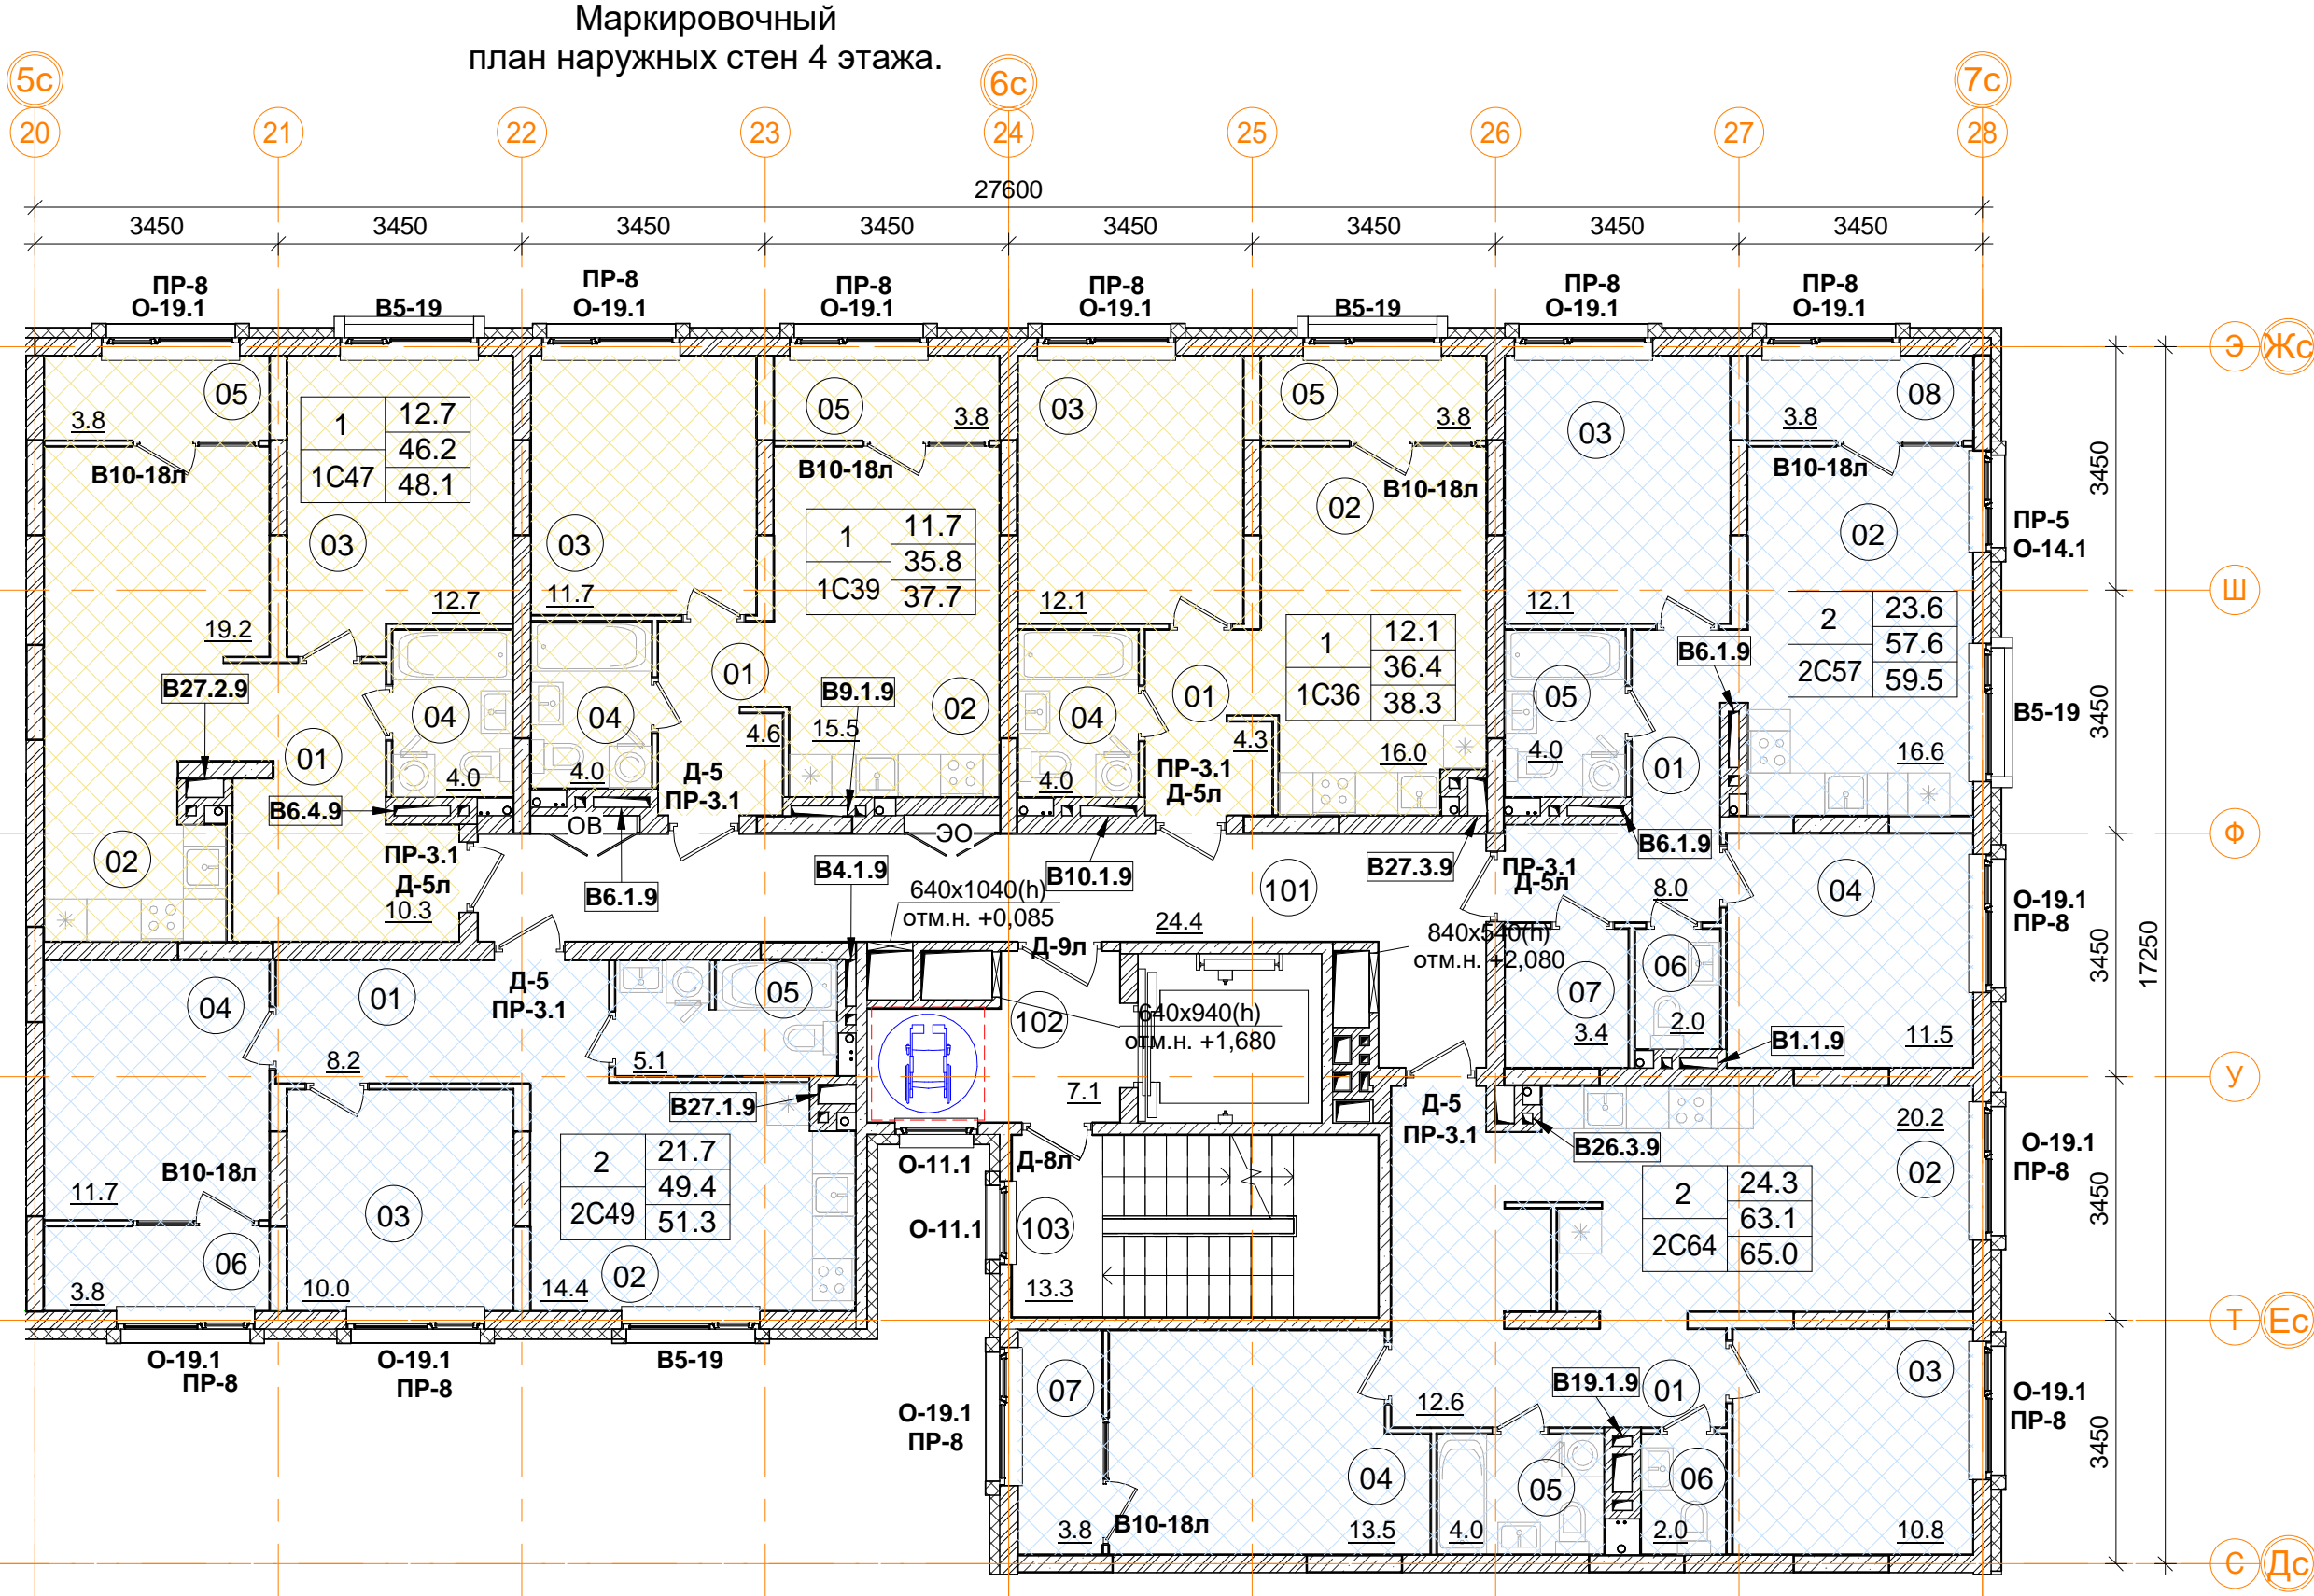 Маркировочный
план наружных стен 4 этажа.
5с
6с
7с
20
21
22
23
24
25
26
27
28
27600
3450
3450
3450
3450
3450
3450
3450
3450
ПР-8
О-19.1
В5-19
ПР-8
О-19.1
ПР-8
О-19.1
ПР-8
О-19.1
В5-19
ПР-8
О-19.1
ПР-8
О-19.1
Э
Жс
05
3.8
В10-18л
1
12.7
46.2
1С47
48.1
03
12.7
19.2
03
11.7
05
3.8
В10-18л
1
11.7
35.8
1С39
37.7
03
12.1
05
3.8
В10-18л
02
1
12.1
36.4
1С36
38.3
03
12.1
08
3.8
В10-18л
02
2
23.6
57.6
2С57
59.5
ПР-5
О-14.1
3450
Ш
В27.2.9
04
4.0
01
В6.4.9
02
ПР-3.1
Д-5л
10.3
04
4.0
01
4.6
В9.1.9
15.5
02
Д-5
ПР-3.1
ОВ
ЭО
В6.1.9
В4.1.9
04
4.0
01
4.3
ПР-3.1
Д-5л
16.0
В10.1.9
В27.3.9
05
4.0
В6.1.9
01
16.6
В5-19
3450
Ф
В6.1.9
ПР-3.1
Д-5л
8.0
04
О-19.1
ПР-8
3450
17250
640х1040(h)
отм.н. +0,085
24.4
101
Д-9л
840х540(h)
отм.н. +2,080
640х940(h)
отм.н. +1,680
102
7.1
07
3.4
06
2.0
В1.1.9
11.5
У
04
01
Д-5
ПР-3.1
05
8.2
5.1
В27.1.9
11.7
В10-18л
03
2
21.7
49.4
2С49
51.3
06
3.8
10.0
14.4
02
О-11.1
О-11.1
Д-8л
103
13.3
Д-5
ПР-3.1
В26.3.9
20.2
02
2
24.3
63.1
2С64
65.0
О-19.1
ПР-8
3450
Т
Ес
О-19.1
ПР-8
О-19.1
ПР-8
В5-19
О-19.1
ПР-8
07
3.8
В10-18л
04
13.5
12.6
В19.1.9
01
05
4.0
06
2.0
03
10.8
О-19.1
ПР-8
3450
С
Дс